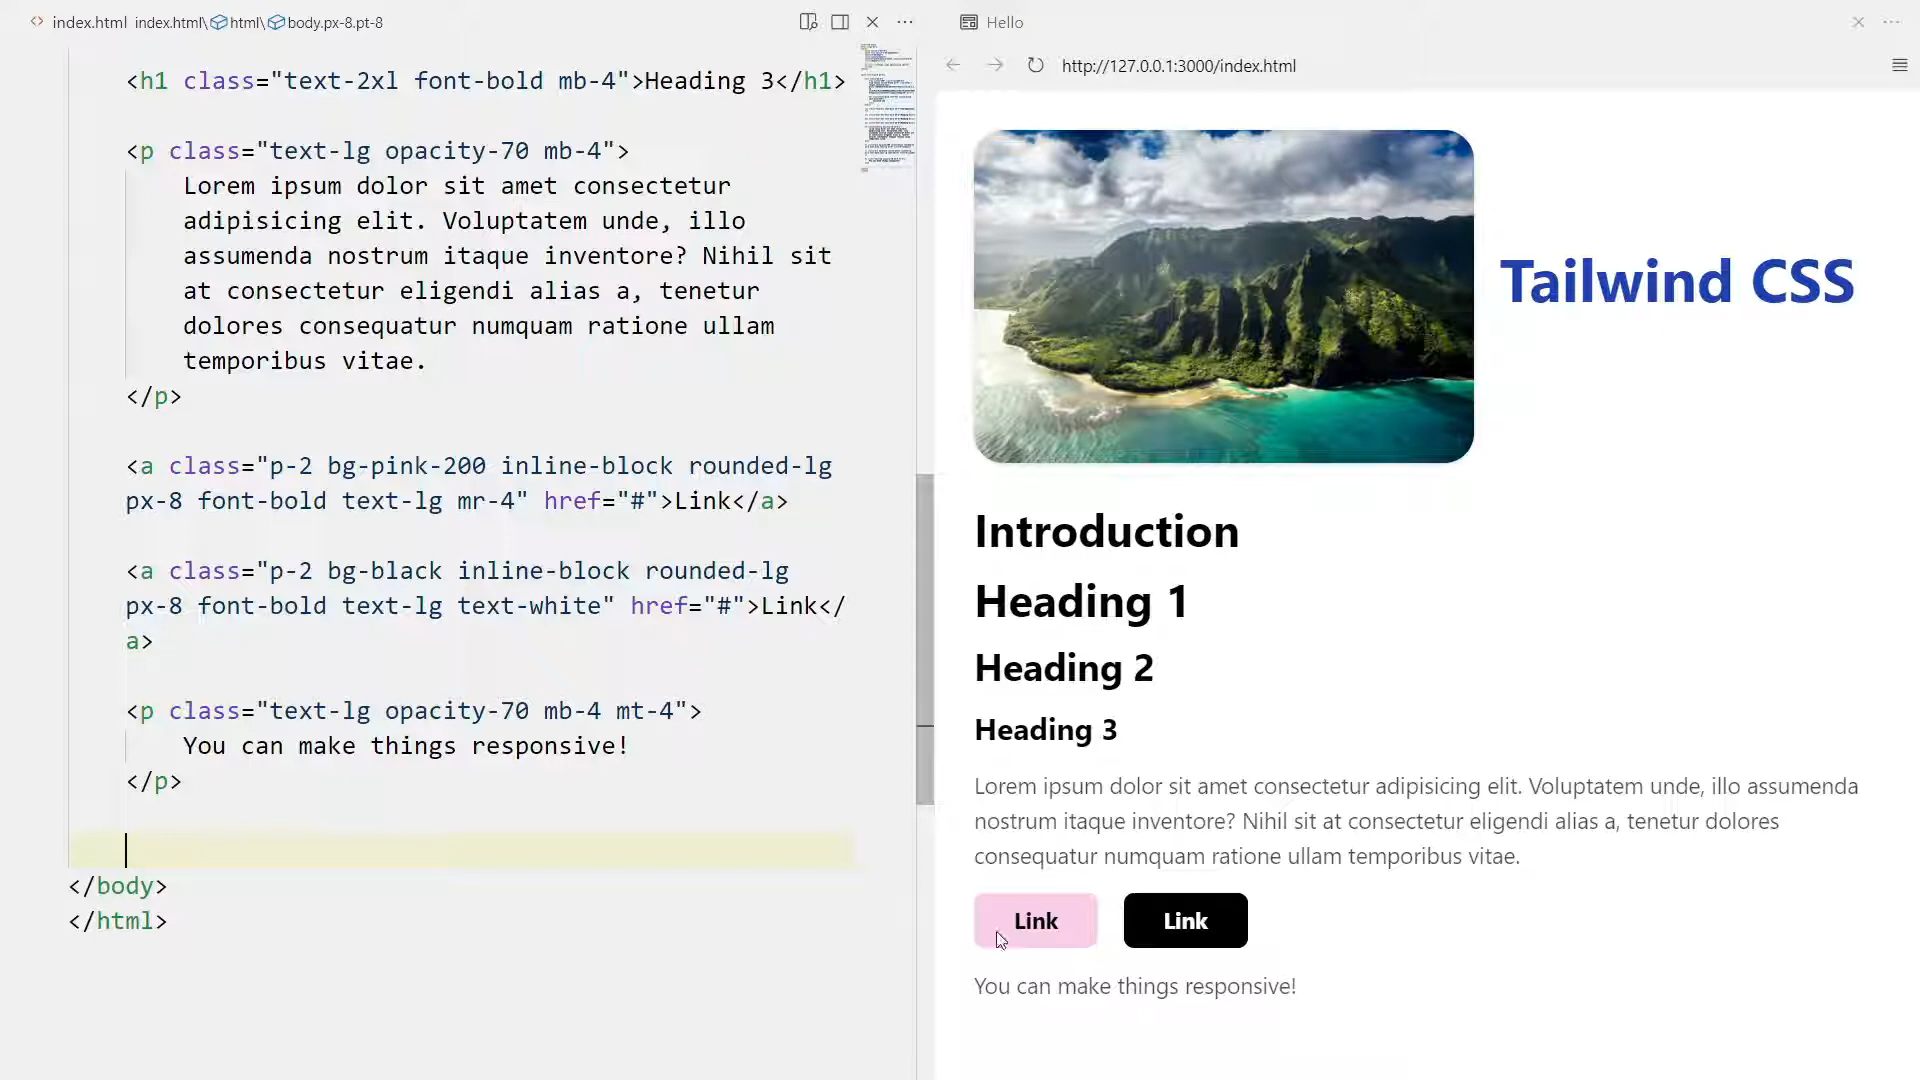 index.html index.html\html\body.px-8.pt-8
<h1 class="text-2xl font-bold mb-4">Heading 3</h1>
<p class="text-lg opacity-70 mb-4">
Lorem ipsum dolor sit amet consectetur
adipisicing elit. Voluptatem unde, illo
assumenda nostrum itaque inventore? Nihil sit
at consectetur eligendi alias a, tenetur
dolores consequatur numquam ratione ullam
temporibus vitae.
</p>
<a class="p-2 bg-pink-200 inline-block rounded-lg
px-8 font-bold text-lg mr-4" href="#">Link</a>
<a class="p-2 bg-black inline-block rounded-lg
px-8 font-bold text-lg text-white" href="#">Link</
a>
<p class="text-lg opacity-70 mb-4 mt-4">
You can make things responsive!
</p>
</body>
</html>
Hello
http://127.0.0.1:3000/index.html
Tailwind CSS
Introduction
Heading 1
Heading 2
Heading 3
Lorem ipsum dolor sit amet consectetur adipisicing elit. Voluptatem unde, illo assumenda
nostrum itaque inventore? Nihil sit at consectetur eligendi alias a, tenetur dolores
consequatur numquam ratione ullam temporibus vitae.
Link Link
You can make things responsive!